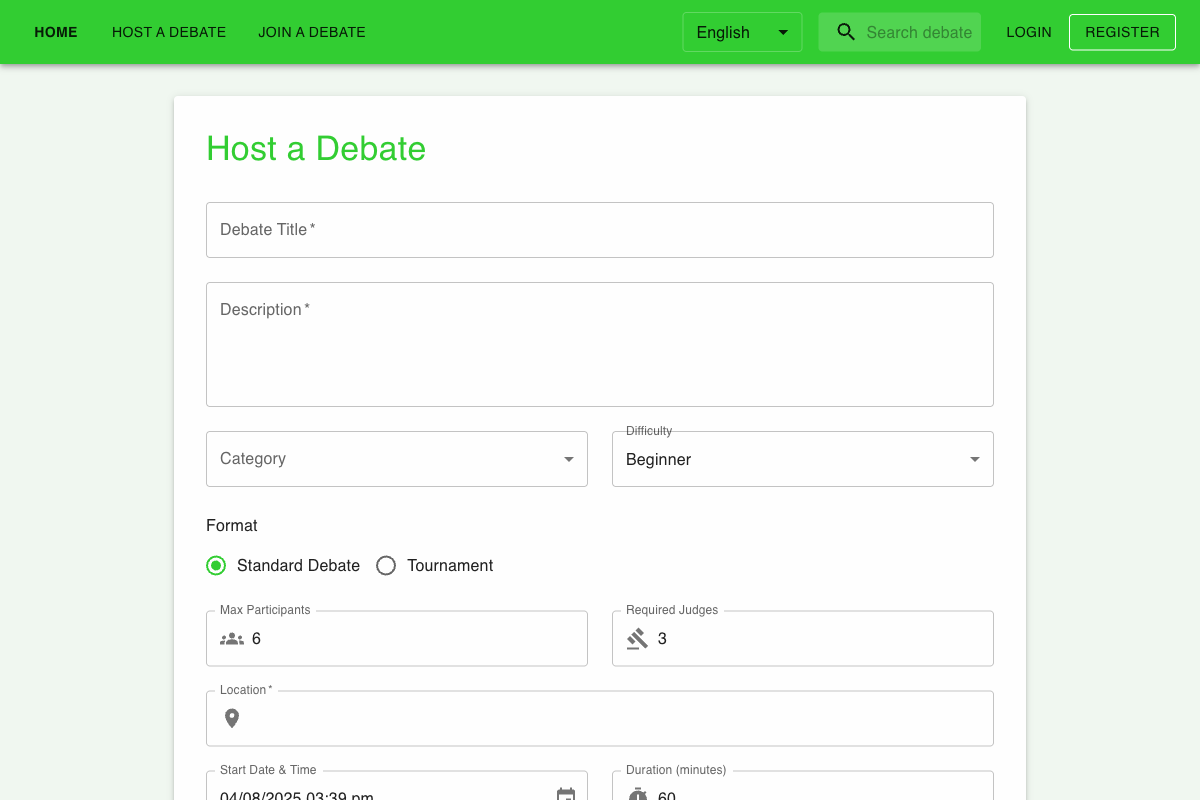 HOME HOST A DEBATE JOIN A DEBATE English Search debate LOGIN REGISTER
Host a Debate
Debate Title *
Description *
Difficulty
Category Beginner
Format
Standard Debate Tournament
Max Participants Required Judges
6 3
Location *
Start Date & Time Duration (minutes)
04/08/2025 03:39 pm 60